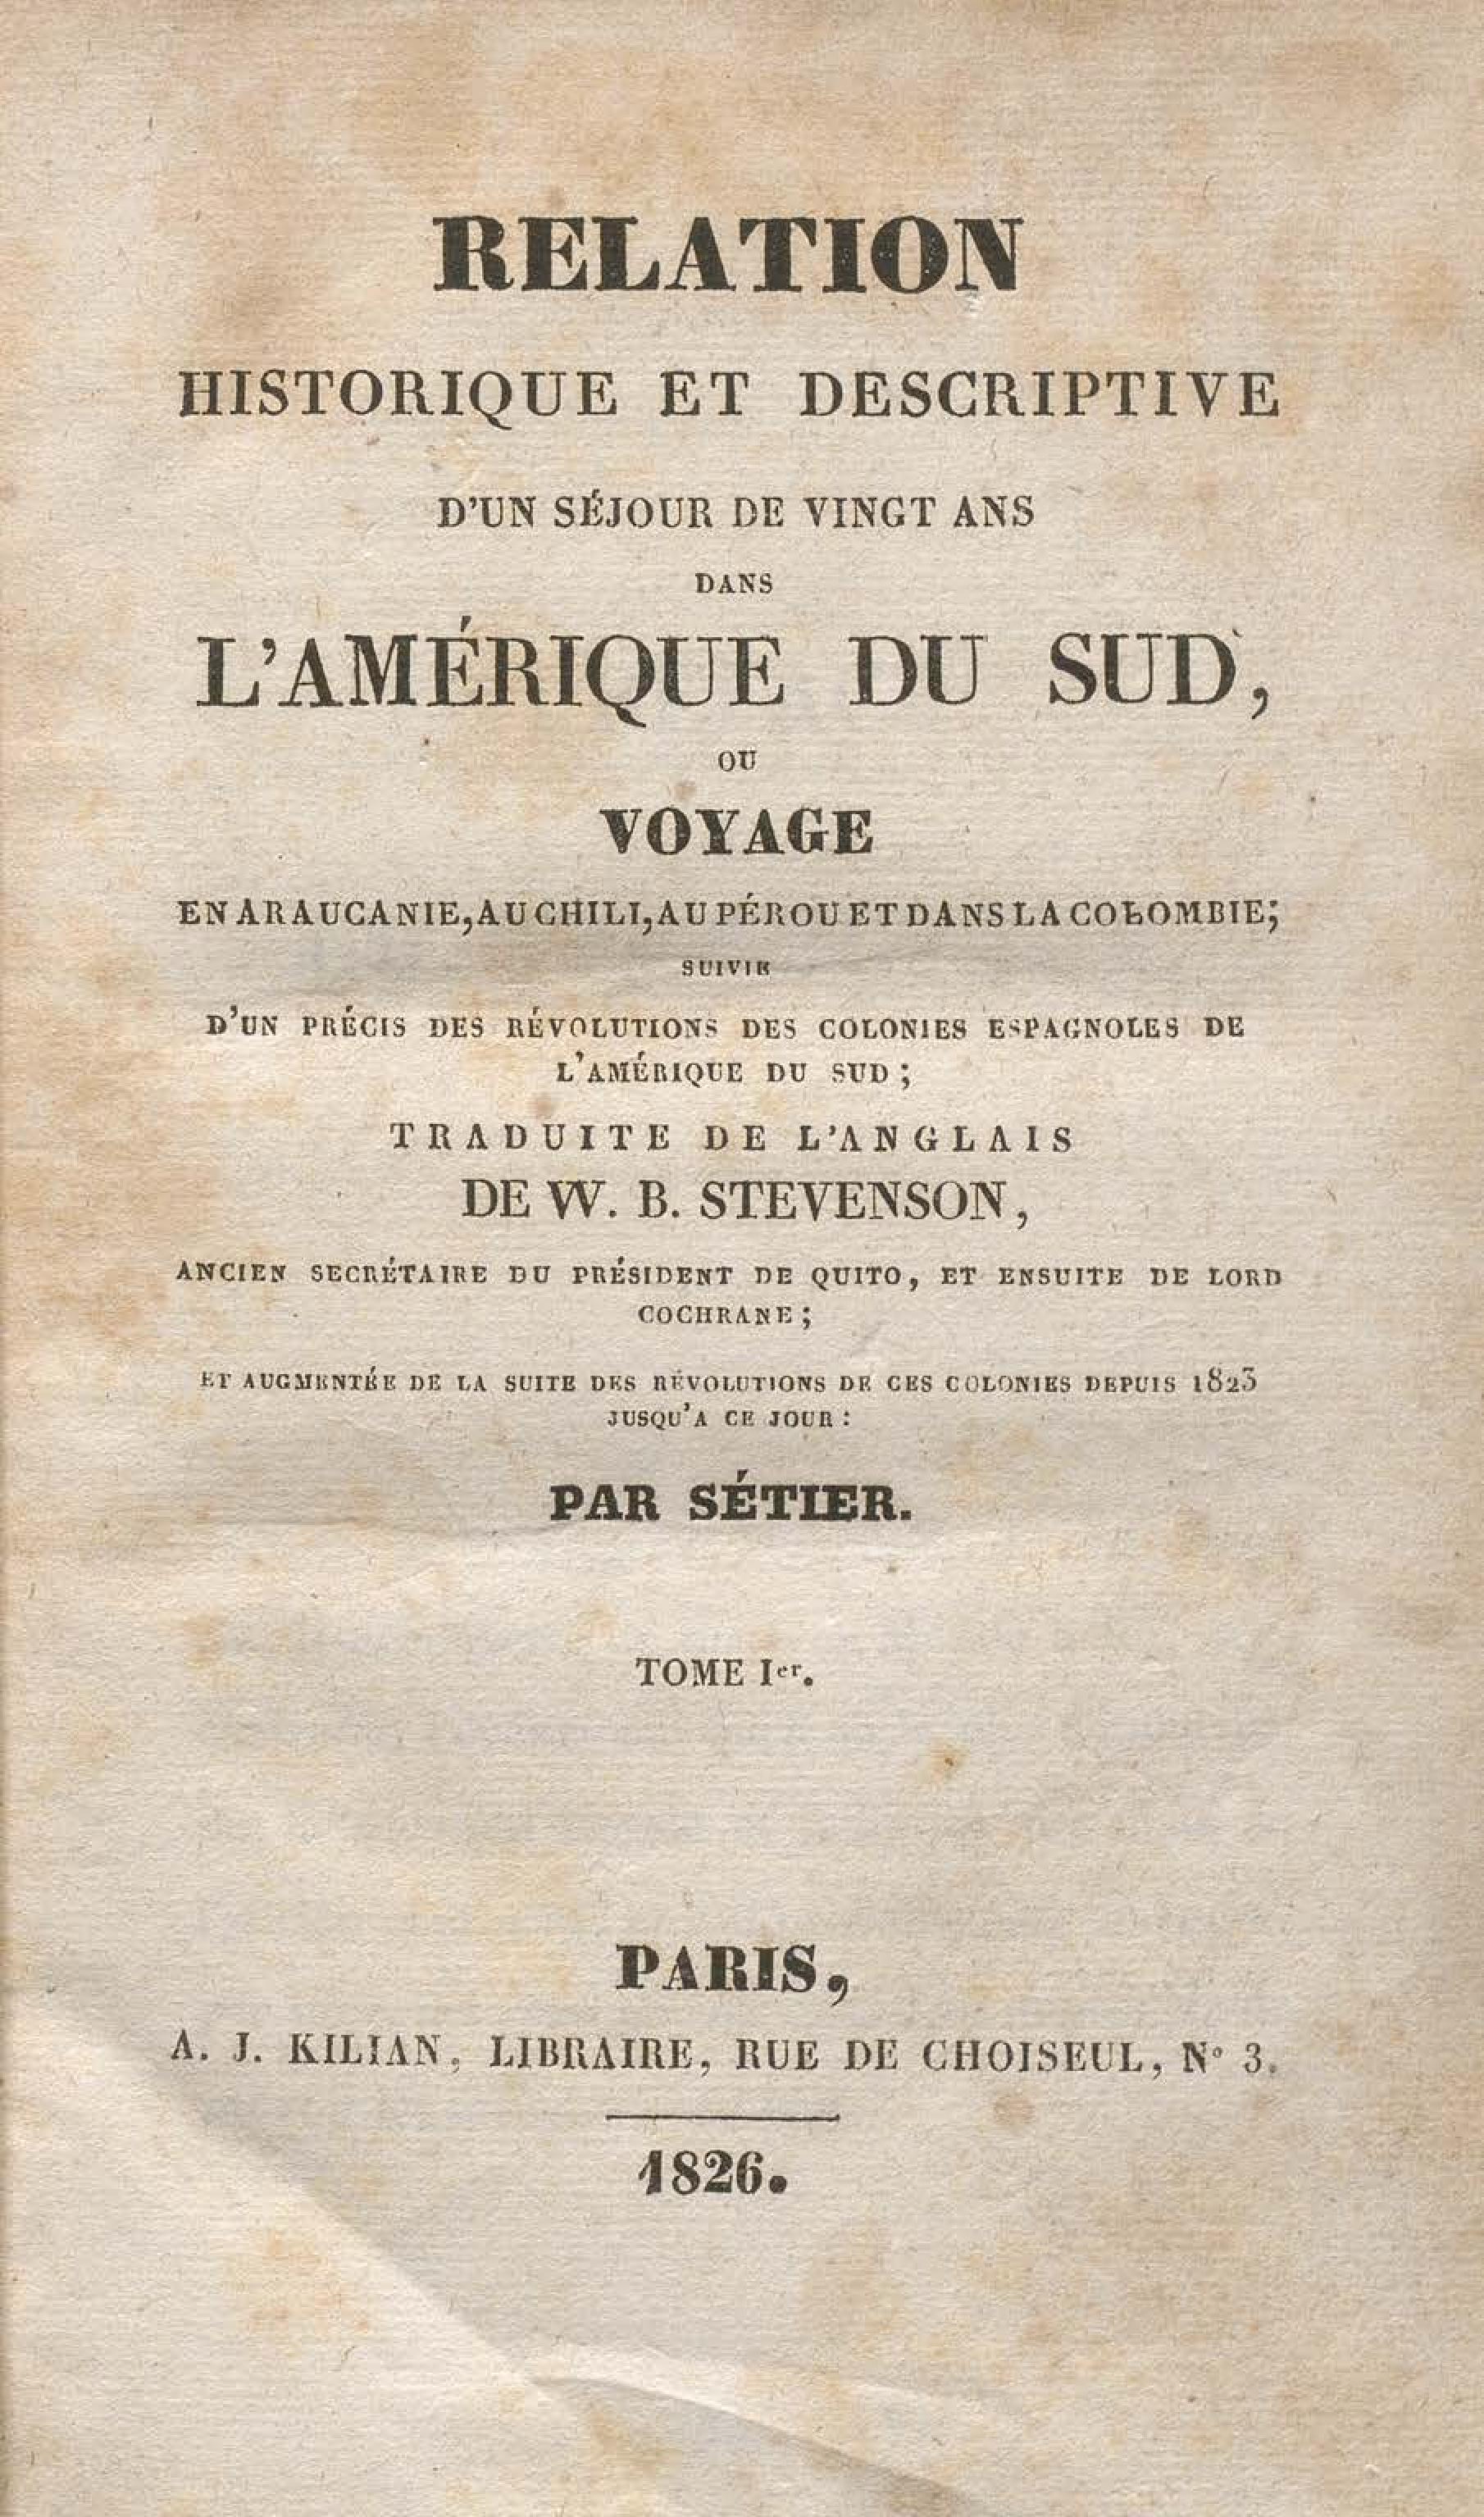 RELATION
HISTORIQUE ET DESCRIPTIVE
D'UN SÉJOUR DE VINGT ANS
DANS
L'AMÉRIQUE DU SUD,
OU
VOYAGE
EN ARAUCANIE, AU CHILI, AU PÉROU ET DANS LA COLOMBIE;
SUIVIE
D'UN PRÉCIS DES RÉVOLUTIONS DES COLONIES ESPAGNOLES DE
L'AMÉRIQUE DU SUD;
TRADUITE DE L'ANGLAIS
DE W. B. STEVENSON,
ANCIEN SECRÉTAIRE DU PRÉSIDENT DE QUITO, ET ENSUITE DE LORD
COCHRANE;
ET AUGMENTÉE DE LA SUITE DES RÉVOLUTIONS DE CES COLONIES DEPUIS 1823
JUSQU'A CE JOUR:
PAR SÉTIER.
TOME Ier.
PARIS,
A. J. KILIAN, LIBRAIRE, RUE DE CHOISEUL, N° 3.
1826.